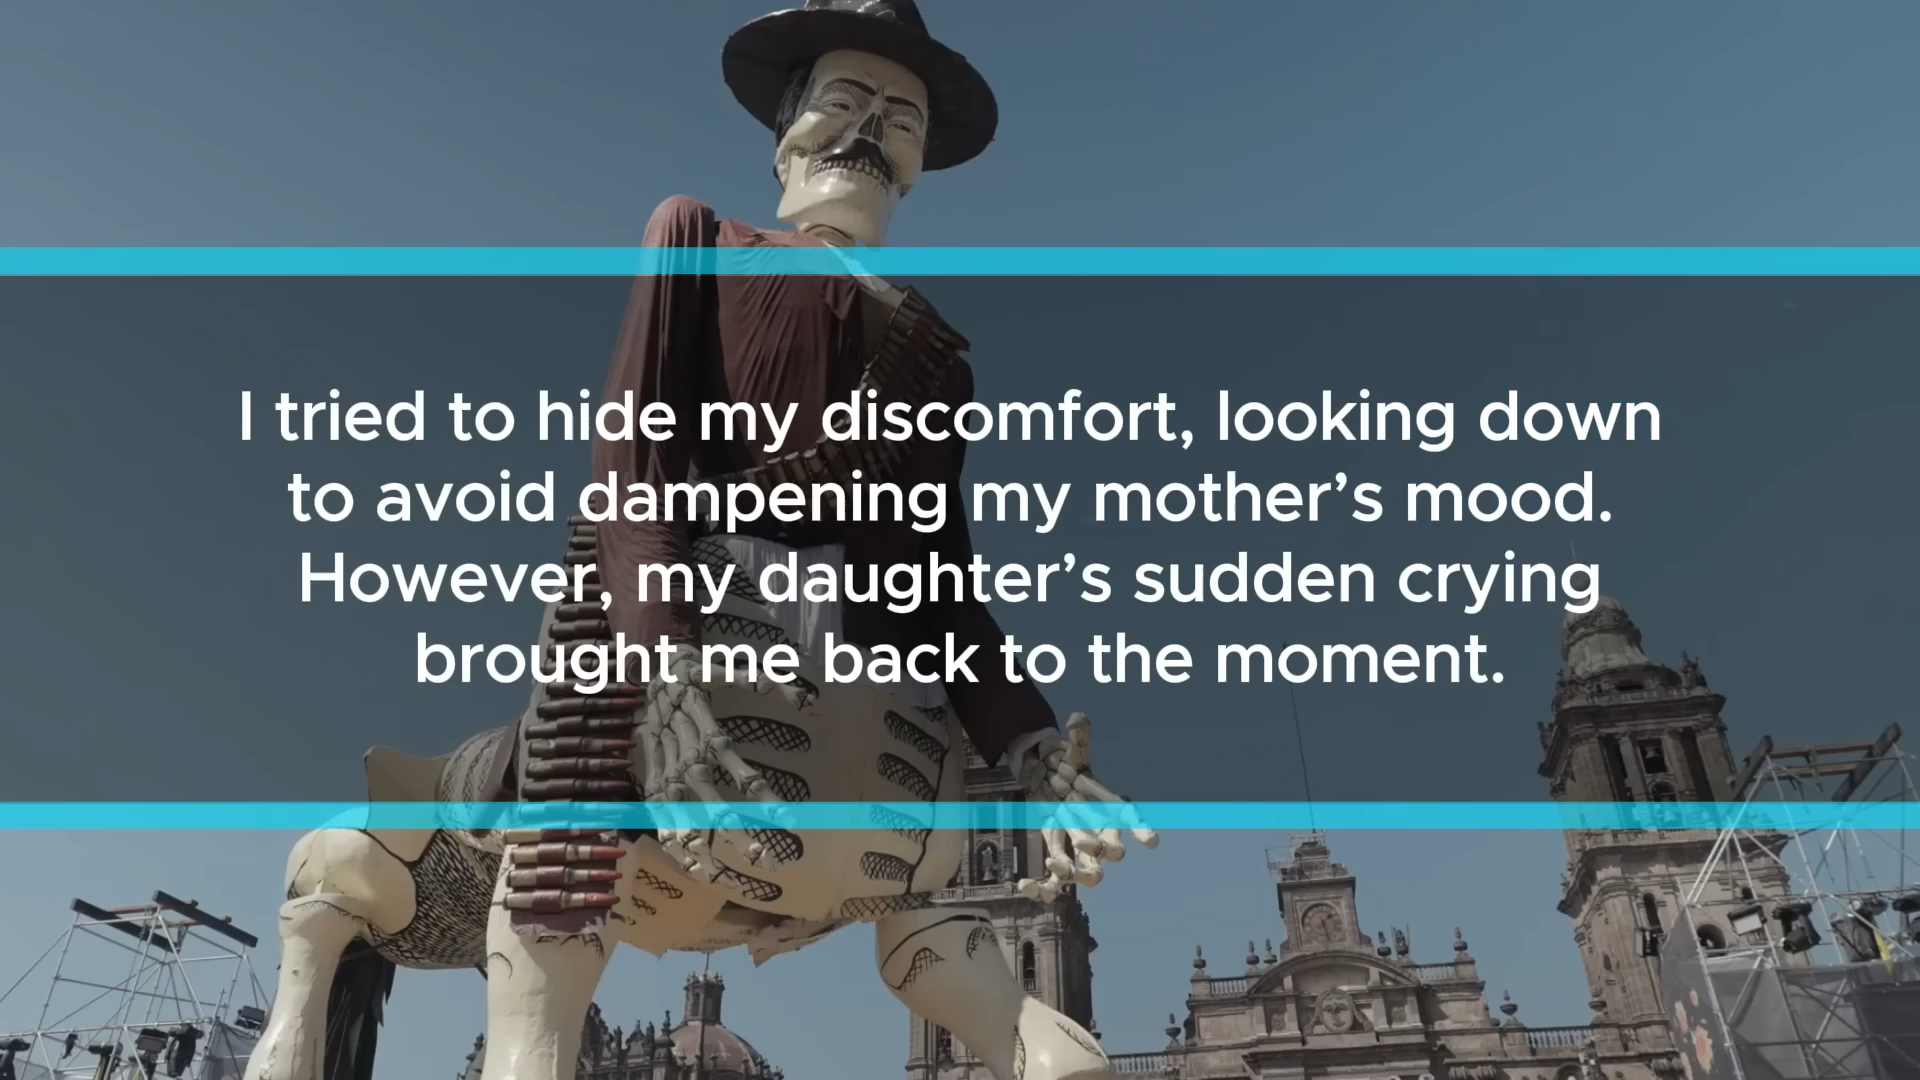 I tried to hide my discomfort, looking down
to avoid dampening my mother’s mood.
However, my daughter’s sudden crying
brought me back to the moment.